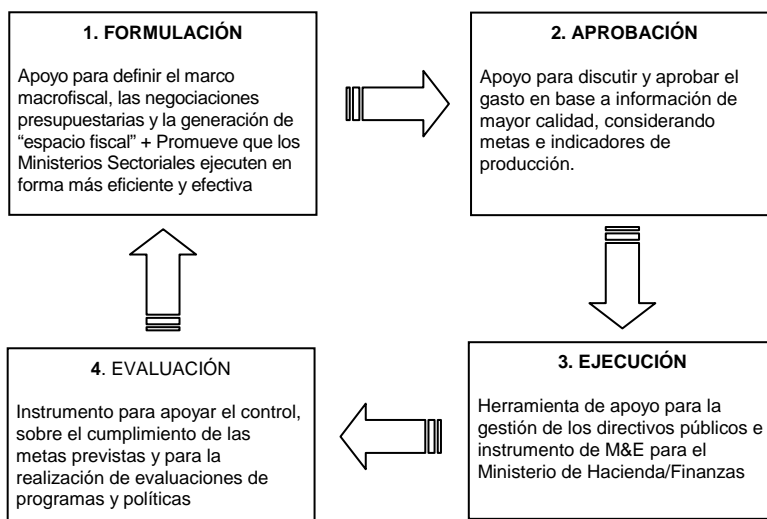 1. FORMULACIÓN
Apoyo para definir el marco
macrofiscal, las negociaciones
presupuestarias y la generación de
“espacio fiscal” + Promueve que los
Ministerios Sectoriales ejecuten en
forma más eficiente y efectiva
2. APROBACIÓN
Apoyo para discutir y aprobar el
gasto en base a información de
mayor calidad, considerando
metas e indicadores de
producción.
3. EJECUCIÓN
Herramienta de apoyo para la
gestión de los directivos públicos e
instrumento de M&E para el
Ministerio de Hacienda/Finanzas
4. EVALUACIÓN
Instrumento para apoyar el control,
sobre el cumplimiento de las
metas previstas y para la
realización de evaluaciones de
programas y políticas